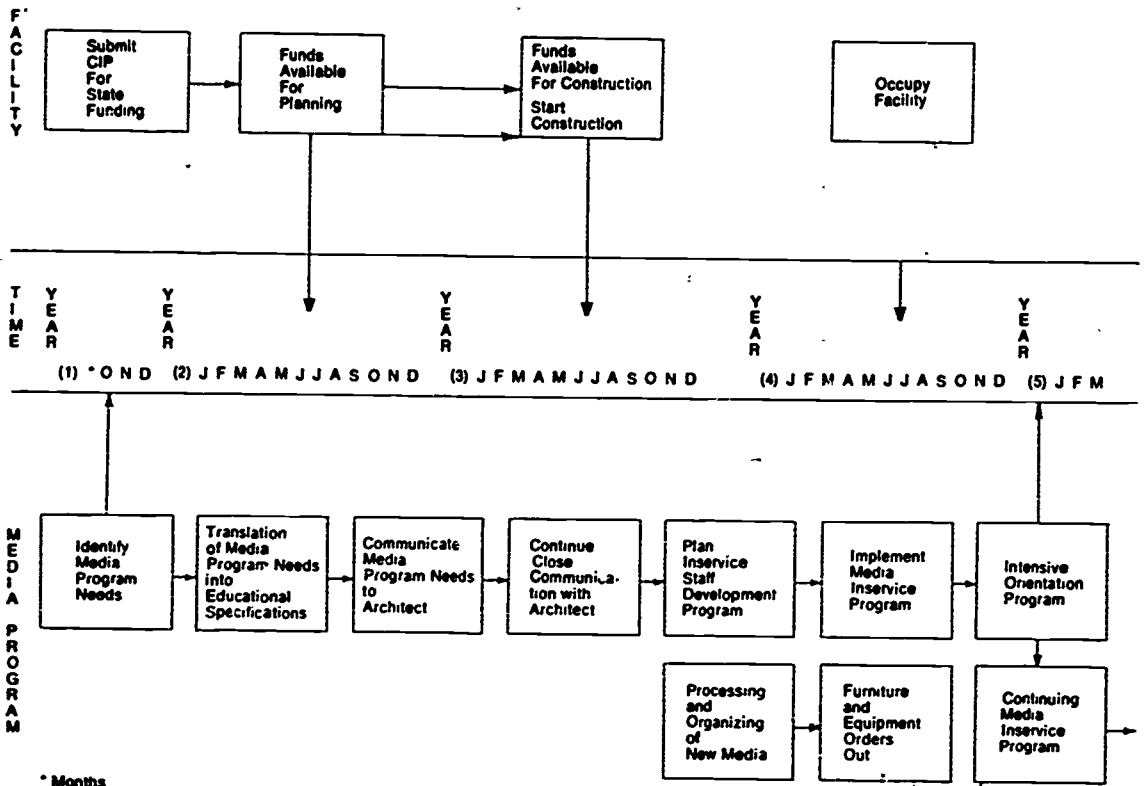 FACILITY
Submit
CIP
For
State
Funding
Funds
Available
For
Planning
Funds
Available
For Construction
Start
Construction
Occupy
Facility
TIME
YEAR
YEAR
YEAR
YEAR
YEAR
(1) *O N D (2) J F M A M J J A S O N D (3) J F M A M J J A S O N D (4) J F M A M J J A S O N D (5) J F M
MEDIA PROGRAM
Identify
Media
Program
Needs
Translation
of Media
Program Needs
into
Educational
Specifications
Communicate
Media
Program Needs
to
Architect
Continue
Close
Communica-
tion with
Architect
Plan
Inservice
Staff
Development
Program
Implement
Media
Inservice
Program
Intensive
Orientation
Program
Processing
and
Organizing
of
New Media
Furniture
and
Equipment
Orders
Out
Continuing
Media
Inservice
Program
* Months